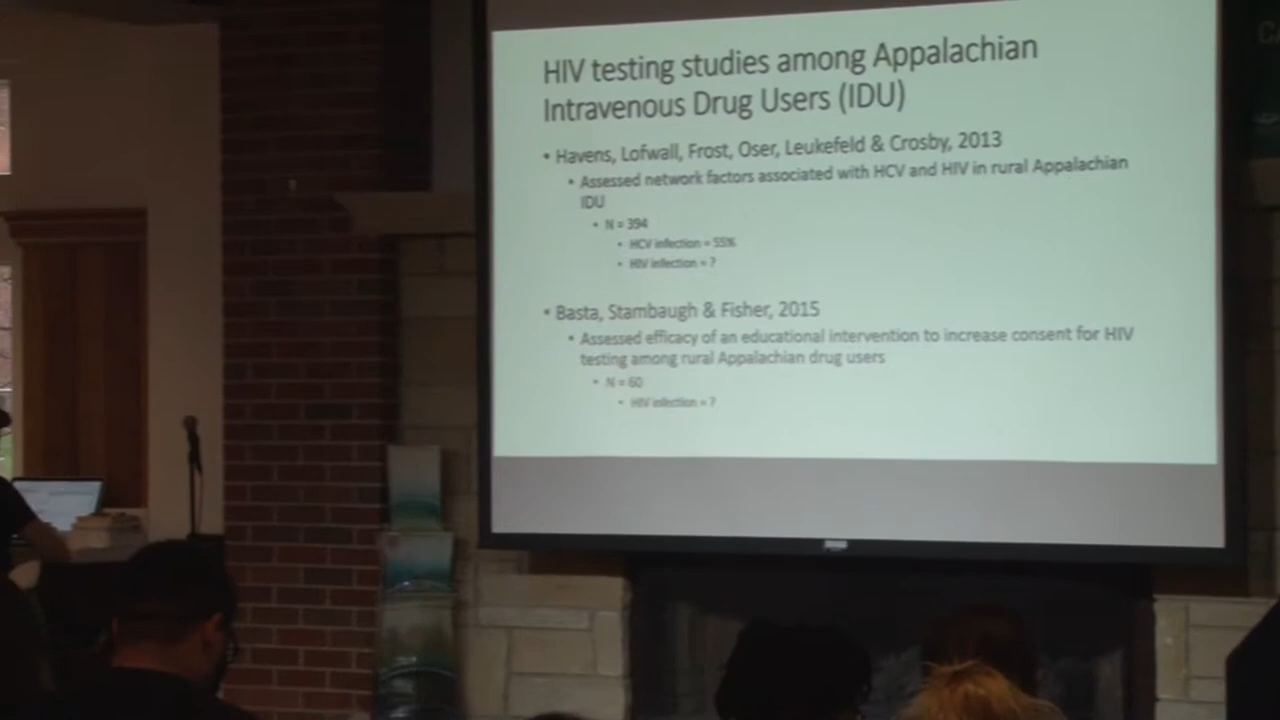 HIV testing studies among Appalachian
Intravenous Drug Users (IDU)
• Havens, Lofwall, Frost, Oser, Leukefeld & Crosby, 2013
• Assessed network factors associated with HCV and HIV in rural Appalachian
IDU
• N = 394
• HCV infection = 55%
• HIV infection = ?
• Basta, Stambaugh & Fisher, 2015
• Assessed efficacy of an educational intervention to increase consent for HIV
testing among rural Appalachian drug users
• N = 60
• HIV infection = ?